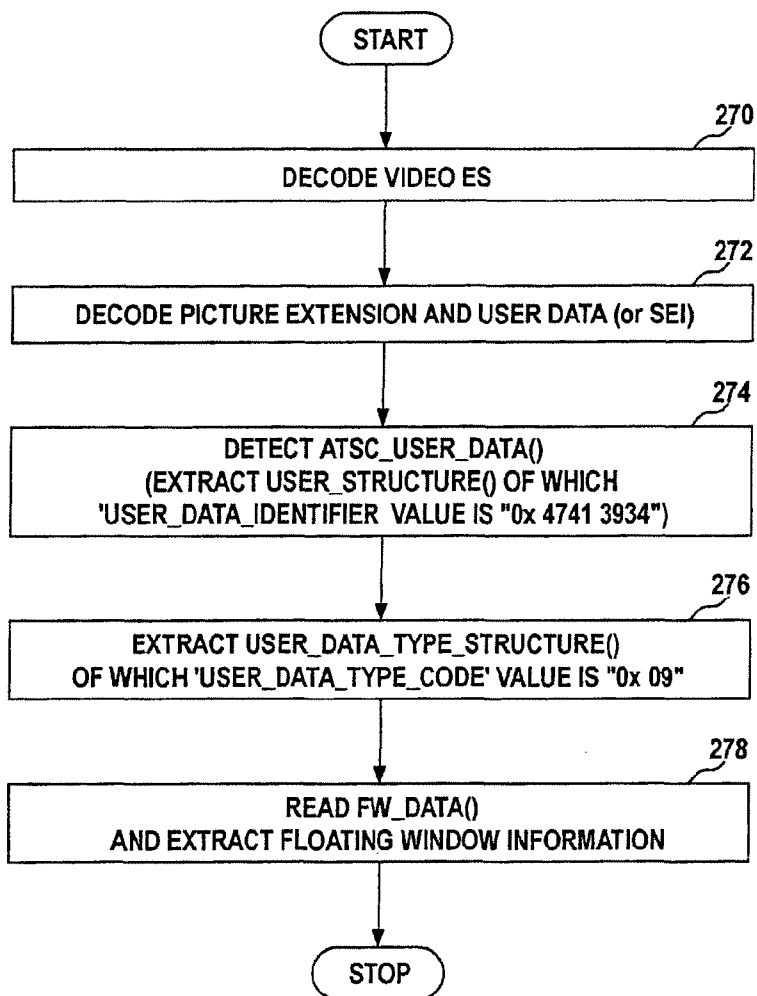 START
270
DECODE VIDEO ES
272
DECODE PICTURE EXTENSION AND USER DATA (or SEI)
274
DETECT ATSC_USER_DATA()
(EXTRACT USER_STRUCTURE() OF WHICH
'USER_DATA_IDENTIFIER VALUE IS "0x 4741 3934")
276
EXTRACT USER_DATA_TYPE_STRUCTURE()
OF WHICH 'USER_DATA_TYPE_CODE' VALUE IS "0x 09"
278
READ FW_DATA()
AND EXTRACT FLOATING WINDOW INFORMATION
STOP